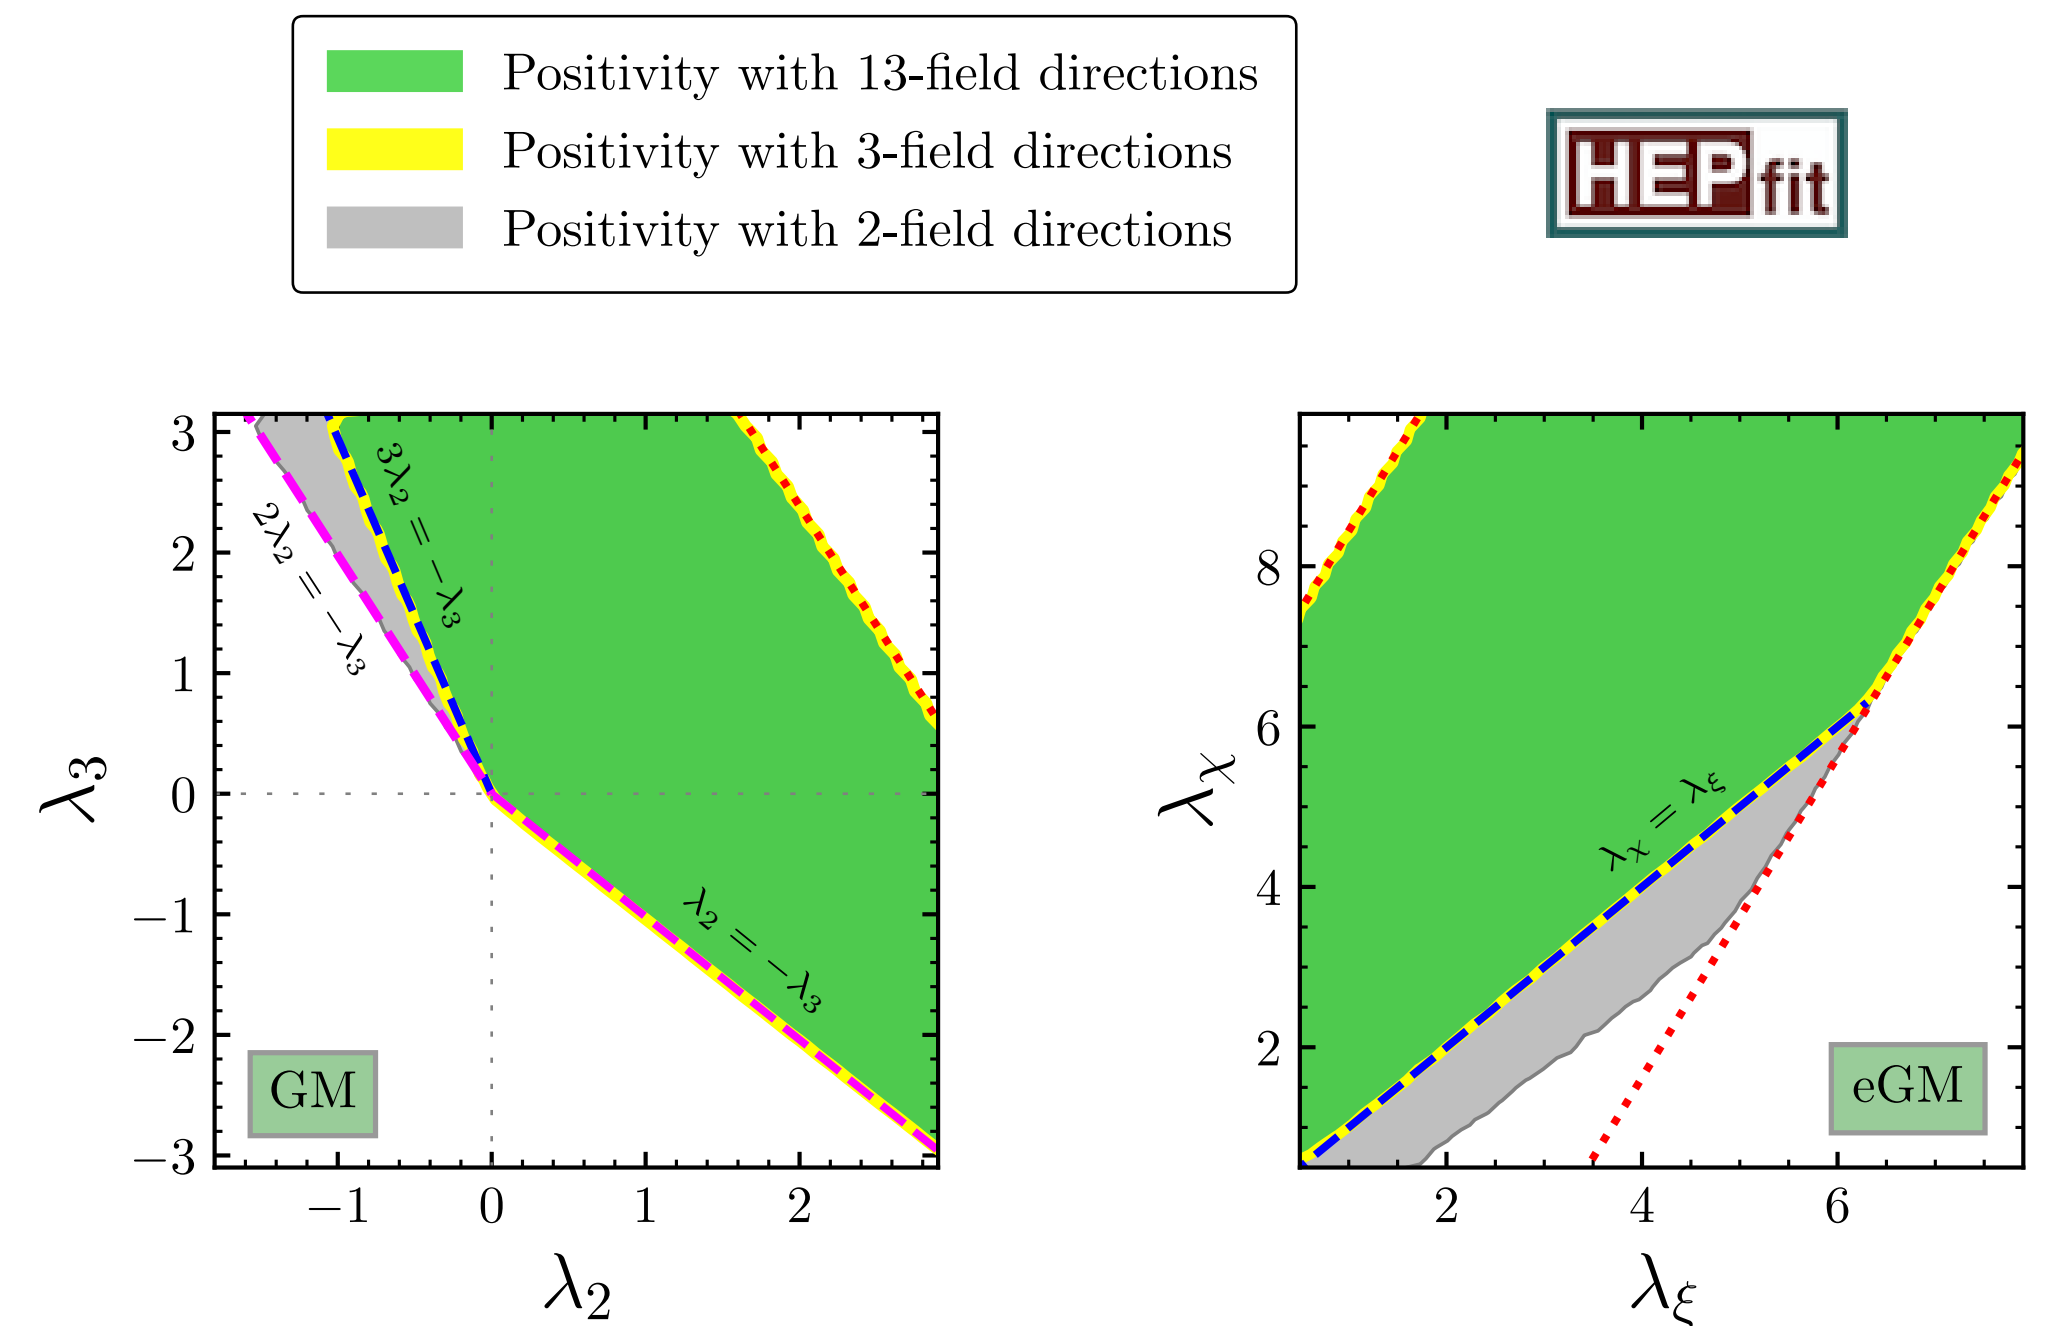 Positivity with 13-field directions
Positivity with 3-field directions
Positivity with 2-field directions
HEPfit
3
2
1
0
−1
−2
−3
−1 0 1 2
λ₃
λ₂
3λ₂ = −λ₃
2λ₂ = −λ₃
λ₂ = −λ₃
GM
8
6
4
2
2 4 6
λχ
λξ
λχ = λξ
eGM